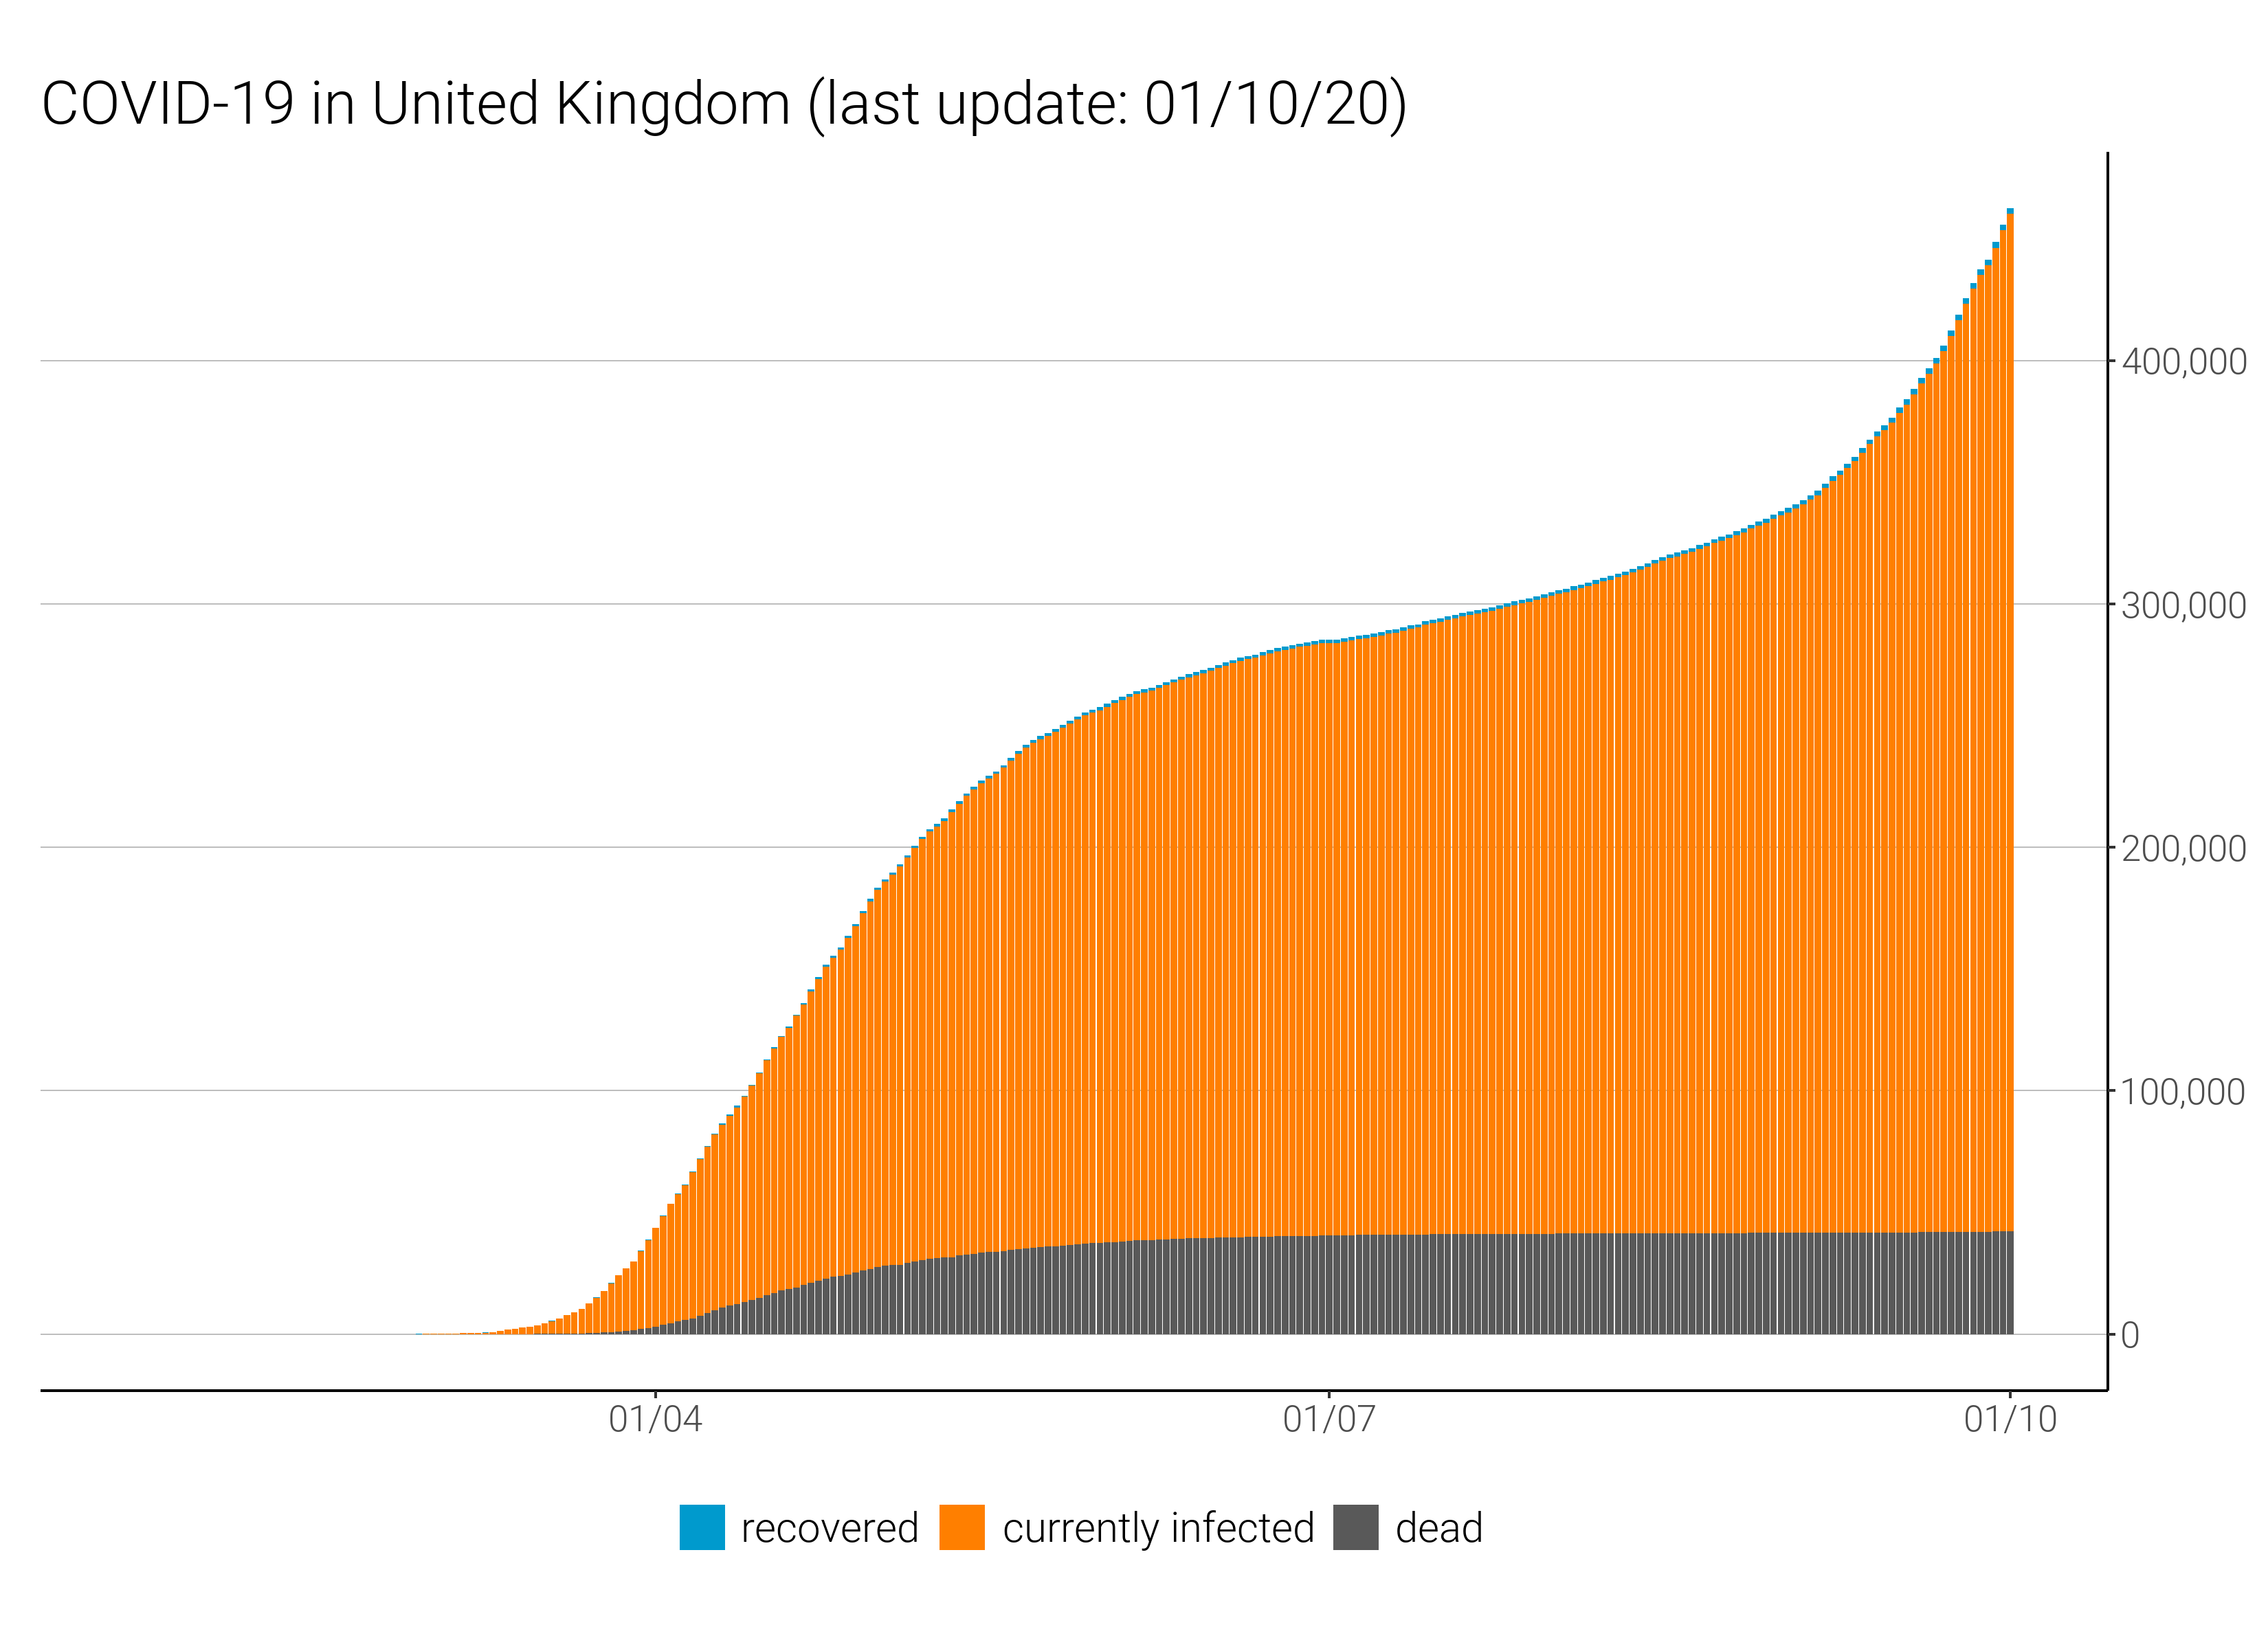 COVID-19 in United Kingdom (last update: 01/10/20)
400,000
300,000
200,000
100,000
0
01/04 01/07 01/10
recovered currently infected dead